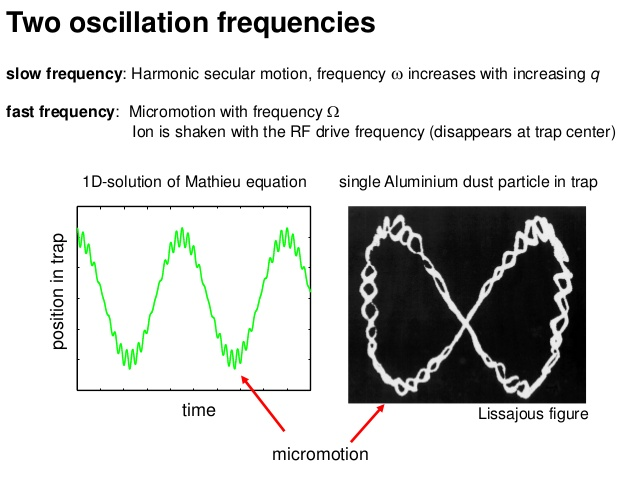 Two oscillation frequencies
slow frequency: Harmonic secular motion, frequency ω increases with increasing q
fast frequency: Micromotion with frequency Ω
Ion is shaken with the RF drive frequency (disappears at trap center)
1D-solution of Mathieu equation
single Aluminium dust particle in trap
position in trap
time
Lissajous figure
micromotion